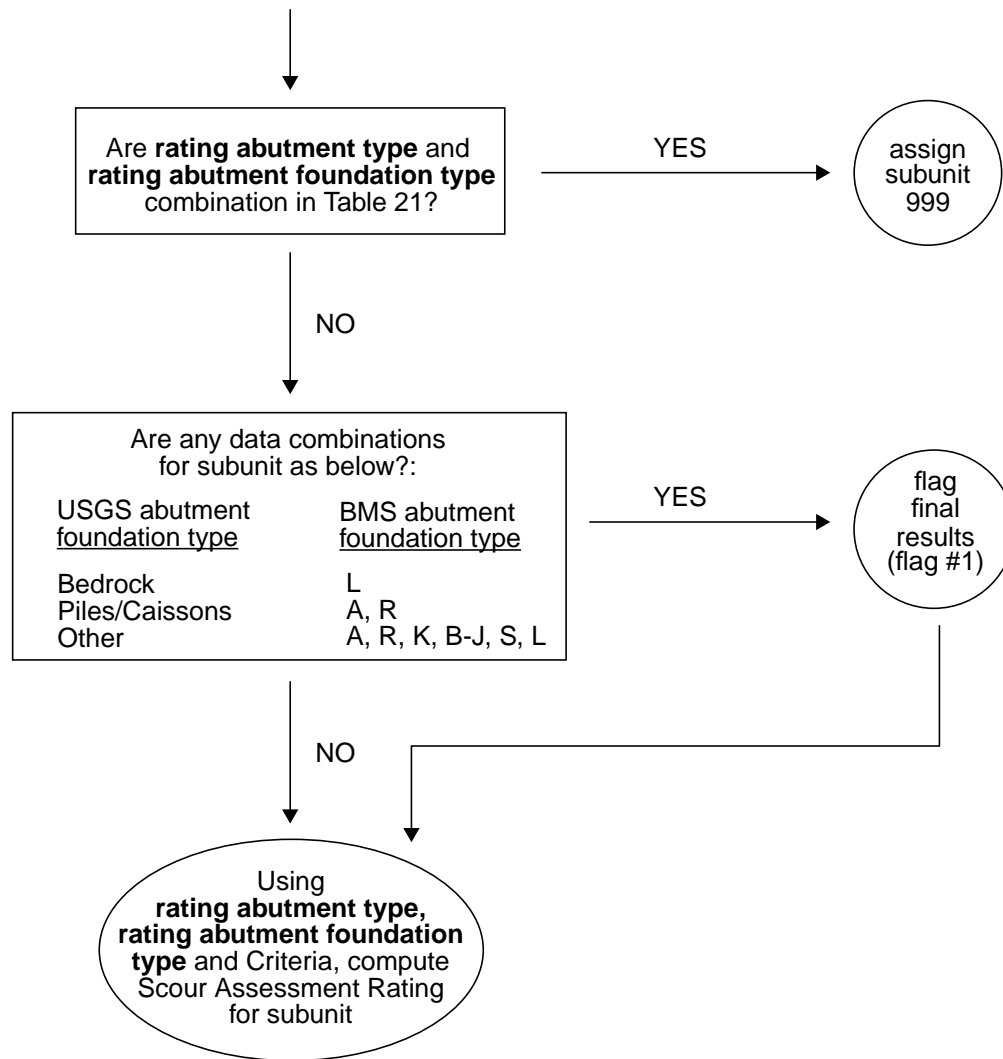 Are rating abutment type and
rating abutment foundation type
combination in Table 21?
YES
assign
subunit
999
NO
Are any data combinations
for subunit as below?:
USGS abutment
foundation type
BMS abutment
foundation type
Bedrock L
Piles/Caissons A, R
Other A, R, K, B-J, S, L
YES
flag
final
results
(flag #1)
NO
Using
rating abutment type,
rating abutment foundation
type and Criteria, compute
Scour Assessment Rating
for subunit